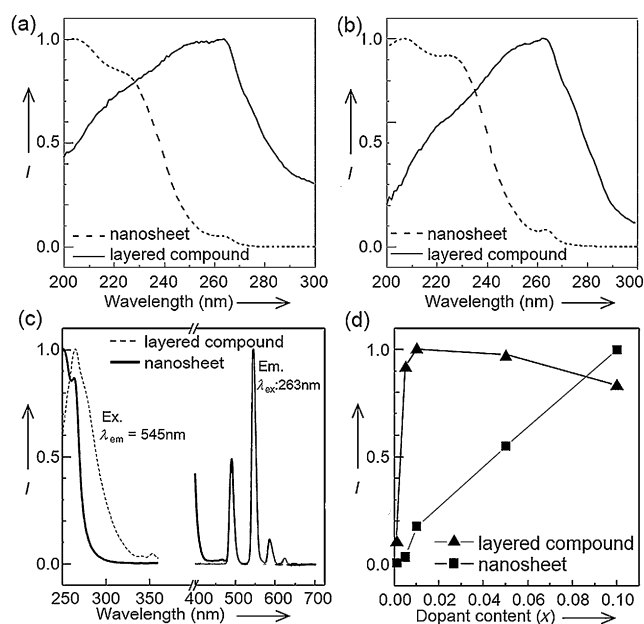 (a)
1.0
0.5
0.0
I
nanosheet
layered compound
200 220 240 260 280 300
Wavelength (nm)
(b)
1.0
0.5
0.0
I
nanosheet
layered compound
200 220 240 260 280 300
Wavelength (nm)
(c)
1.0
0.5
0.0
I
layered compound
nanosheet
Ex.
λem = 545nm
Em.
λex:263nm
250 300 350 400 500 600 700
Wavelength (nm)
(d)
1.0
0.5
0.0
I
layered compound
nanosheet
0.00 0.02 0.04 0.06 0.08 0.10
Dopant content (x)